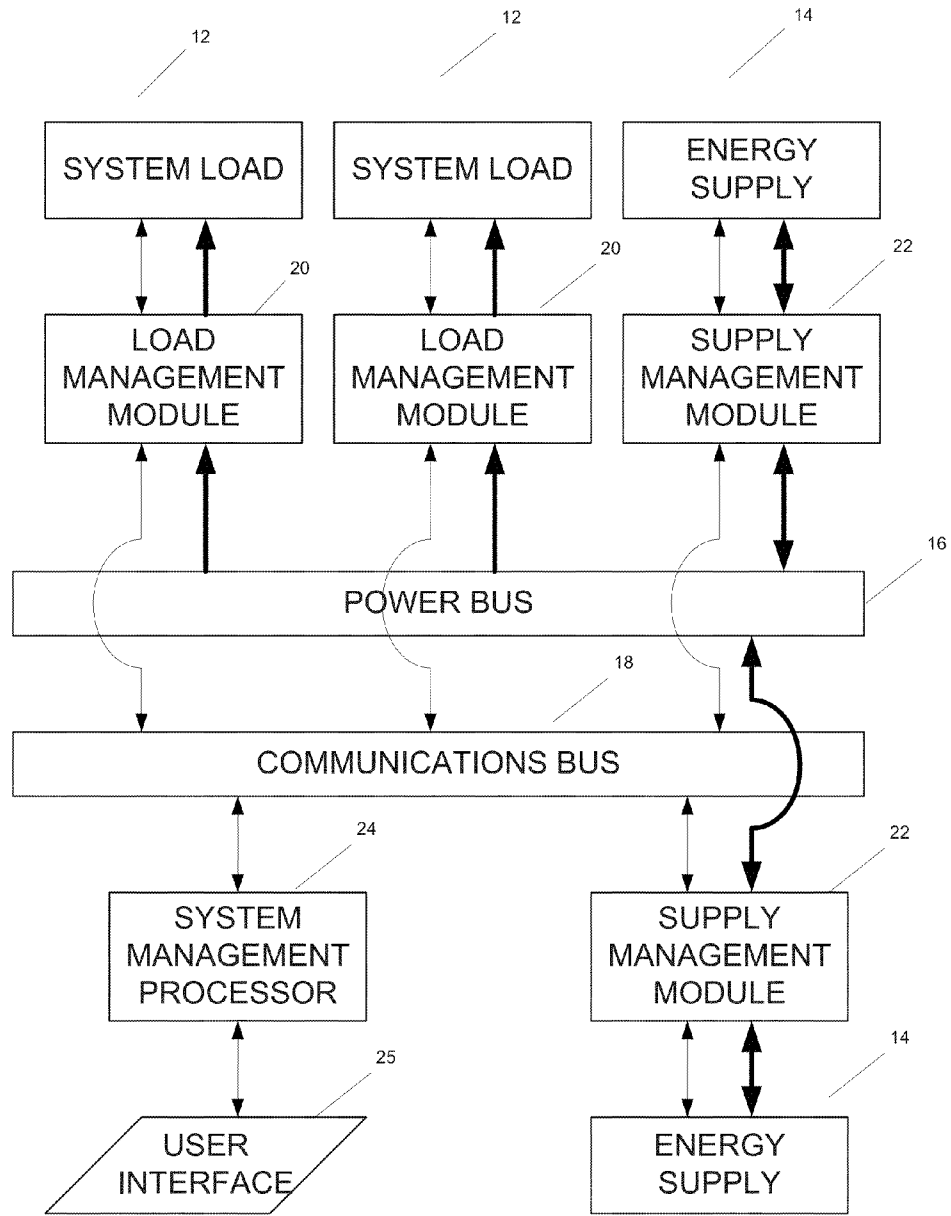 12
12
14
SYSTEM LOAD
SYSTEM LOAD
ENERGY
SUPPLY
20
20
22
LOAD
MANAGEMENT
MODULE
LOAD
MANAGEMENT
MODULE
SUPPLY
MANAGEMENT
MODULE
16
POWER BUS
18
COMMUNICATIONS BUS
24
22
SYSTEM
MANAGEMENT
PROCESSOR
SUPPLY
MANAGEMENT
MODULE
25
14
USER
INTERFACE
ENERGY
SUPPLY